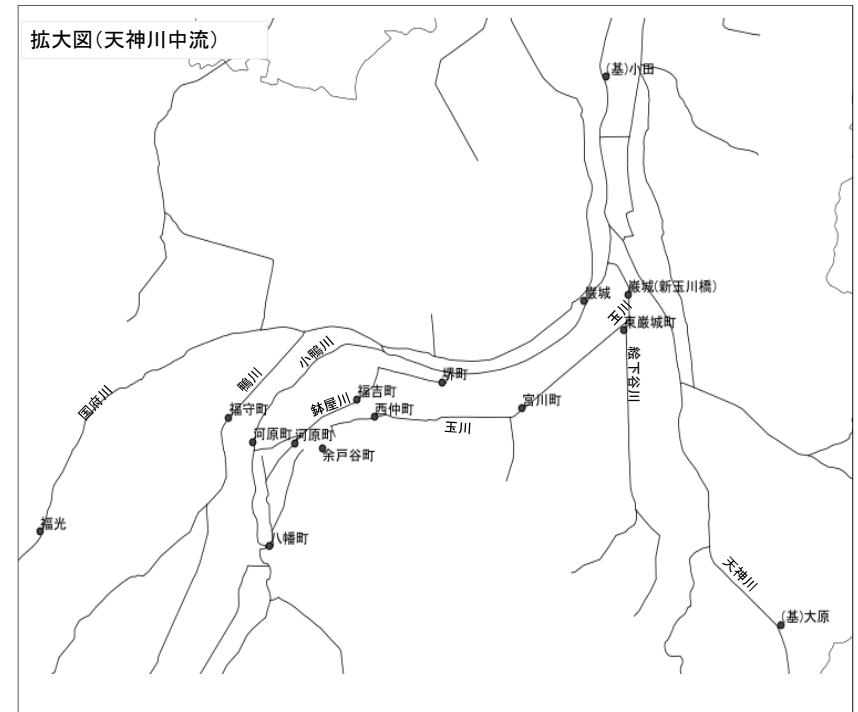 拡大図(天神川中流)
(基)小田
巌城
巌城(新玉川橋)
玉川
東巌城町
絵下谷川
小鴨川
鴨川
国府川
堺町
福吉町
鉢屋川
西仲町
宮川町
玉川
福守町
河原町
河原町
余戸谷町
福光
八幡町
天神川
(基)大原